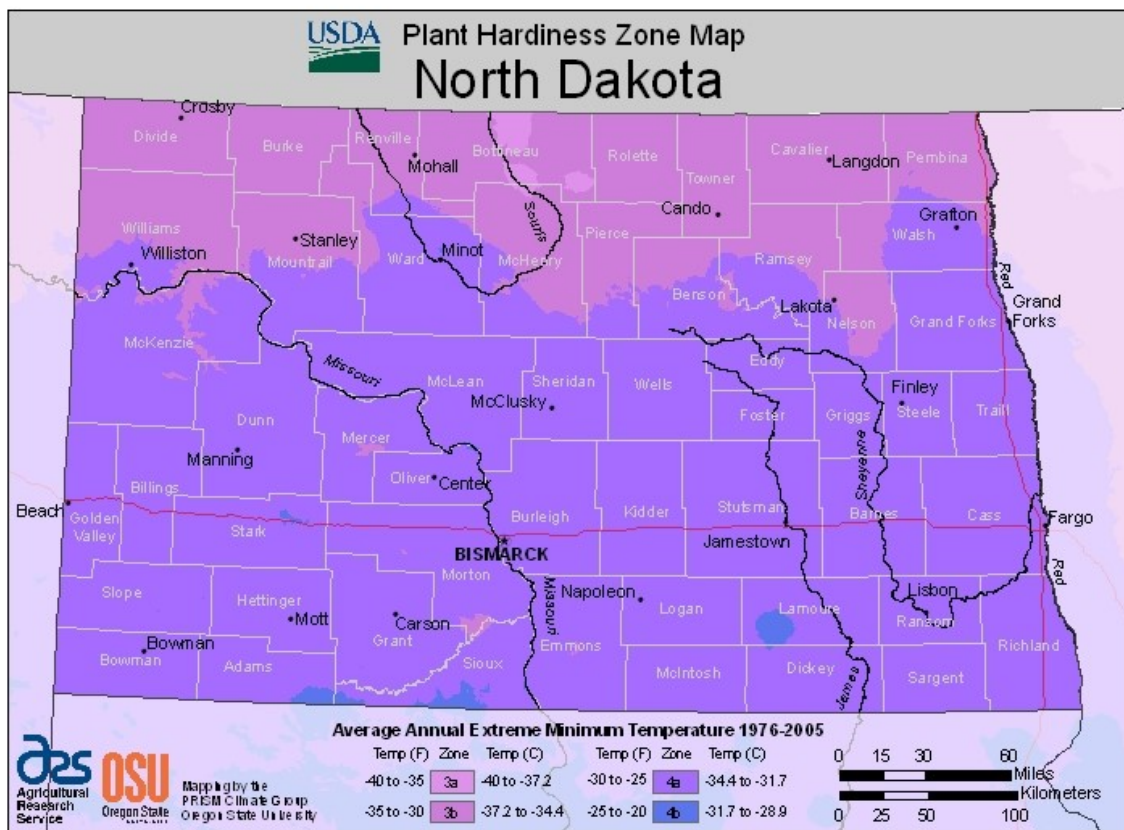 USDA
Plant Hardiness Zone Map
North Dakota
Crosby
Divide
Burke
Renville
Bottineau
Mohall
Rolette
Cavalier
Langdon
Pembina
Towner
Souris
Cando
Grafton
Walsh
Williams
Stanley
Pierce
Williston
Mountrail
Ward
Minot
McHenry
Ramsey
Red
Benson
Lakota
Grand Forks
Nelson
Grand Forks
McKenzie
Missouri
McLean
Sheridan
Wells
Eddy
McClusky
Finley
Dunn
Foster
Griggs
Steele
Traill
Mercer
Manning
Oliver
Center
Sheyenne
Billings
Beach
Golden Valley
Stark
Burleigh
Kidder
Stutsman
Barnes
Cass
Fargo
BISMARCK
Jamestown
Morton
Missouri
Red
Slope
Hettinger
Mott
Carson
Grant
Napoleon
Logan
Lamoure
Lisbon
Ransom
Bowman
Bowman
Adams
Sioux
Emmons
McIntosh
Dickey
James
Sargent
Richland
Average Annual Extreme Minimum Temperature 1976-2005
Temp (F) Zone Temp (C) Temp (F) Zone Temp (C)
-40 to -35 3a -40 to -37.2 -30 to -25 4a -34.4 to -31.7
-35 to -30 3b -37.2 to -34.4 -25 to -20 4b -31.7 to -28.9
0 15 30 60
Miles
Kilometers
0 25 50 100
ars
Agricultural
Research
Service
OSU
Oregon State
Mapping by the
PRISM Climate Group
Oregon State University